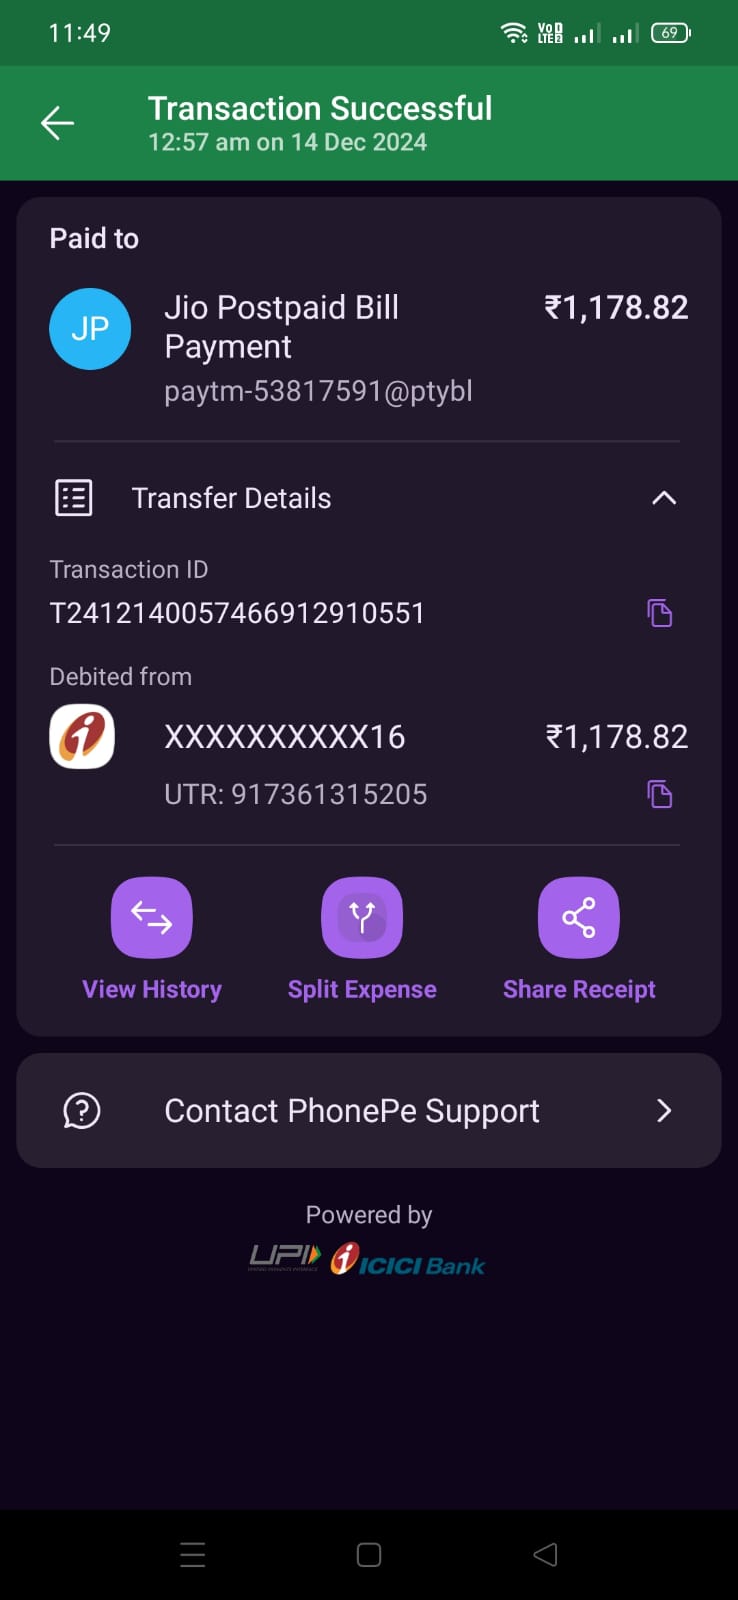 11:49
VoD
LTE2
69
Transaction Successful
12:57 am on 14 Dec 2024
Paid to
JP
Jio Postpaid Bill
Payment
₹1,178.82
paytm-53817591@ptybl
Transfer Details
Transaction ID
T2412140057466912910551
Debited from
XXXXXXXXXX16
₹1,178.82
UTR: 917361315205
View History
Split Expense
Share Receipt
Contact PhonePe Support
Powered by
UPI
ICICI Bank